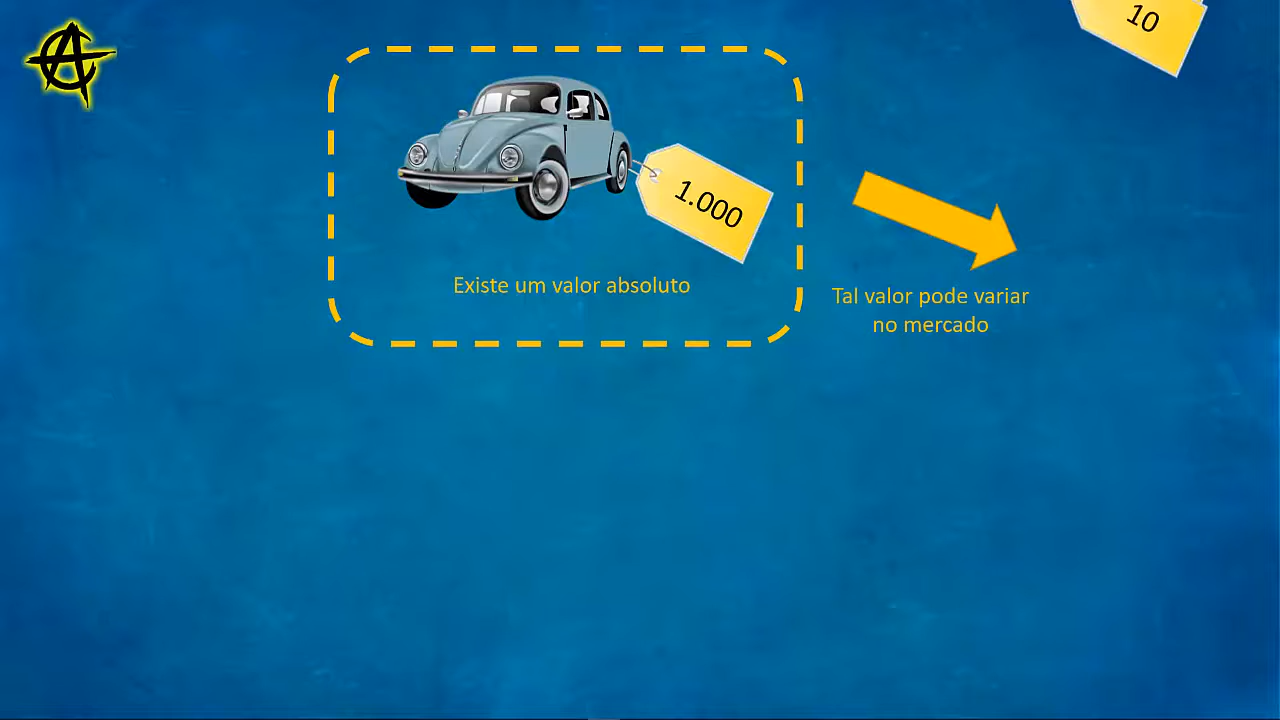 10
1.000
Existe um valor absoluto
Tal valor pode variar
no mercado